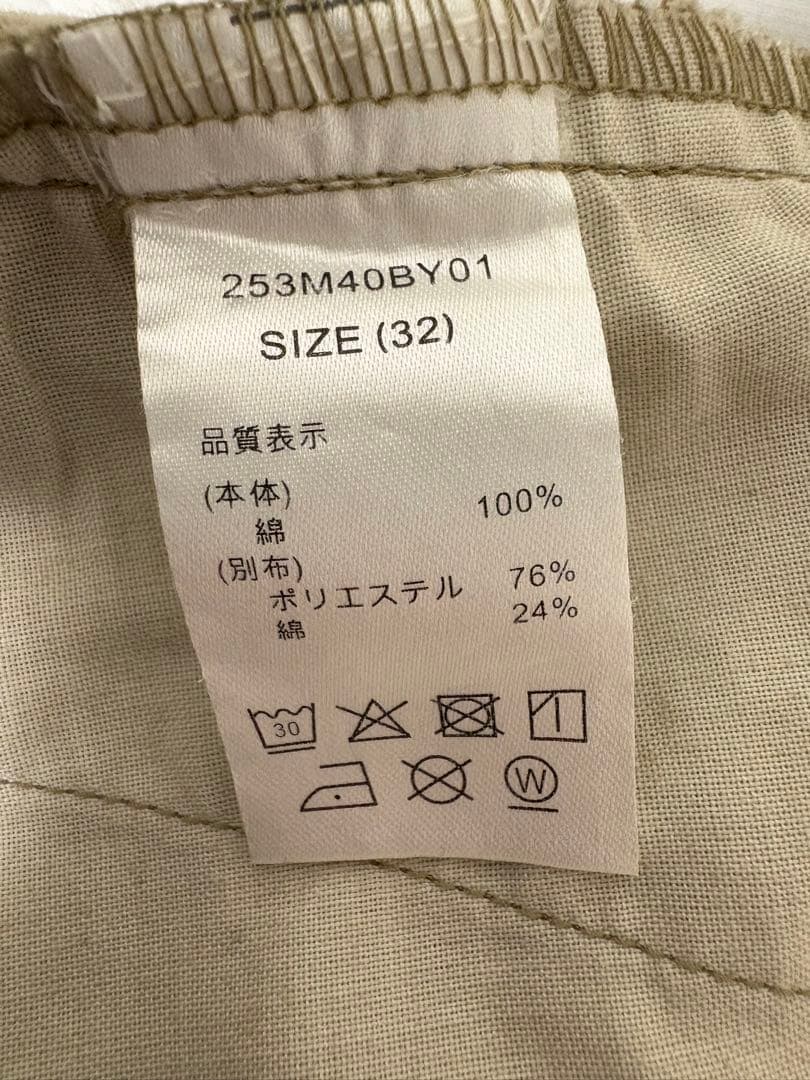 253M40BY01
SIZE (32)
品質表示
(本体)
綿 100%
(別布)
ポリエステル 76%
綿 24%
30
W